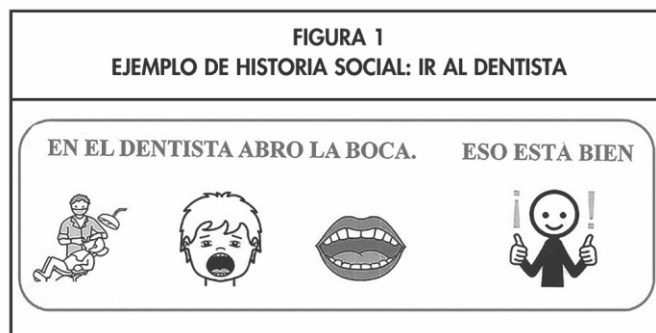 FIGURA 1
EJEMPLO DE HISTORIA SOCIAL: IR AL DENTISTA
EN EL DENTISTA ABRO LA BOCA. ESO ESTÁ BIEN
¡ !